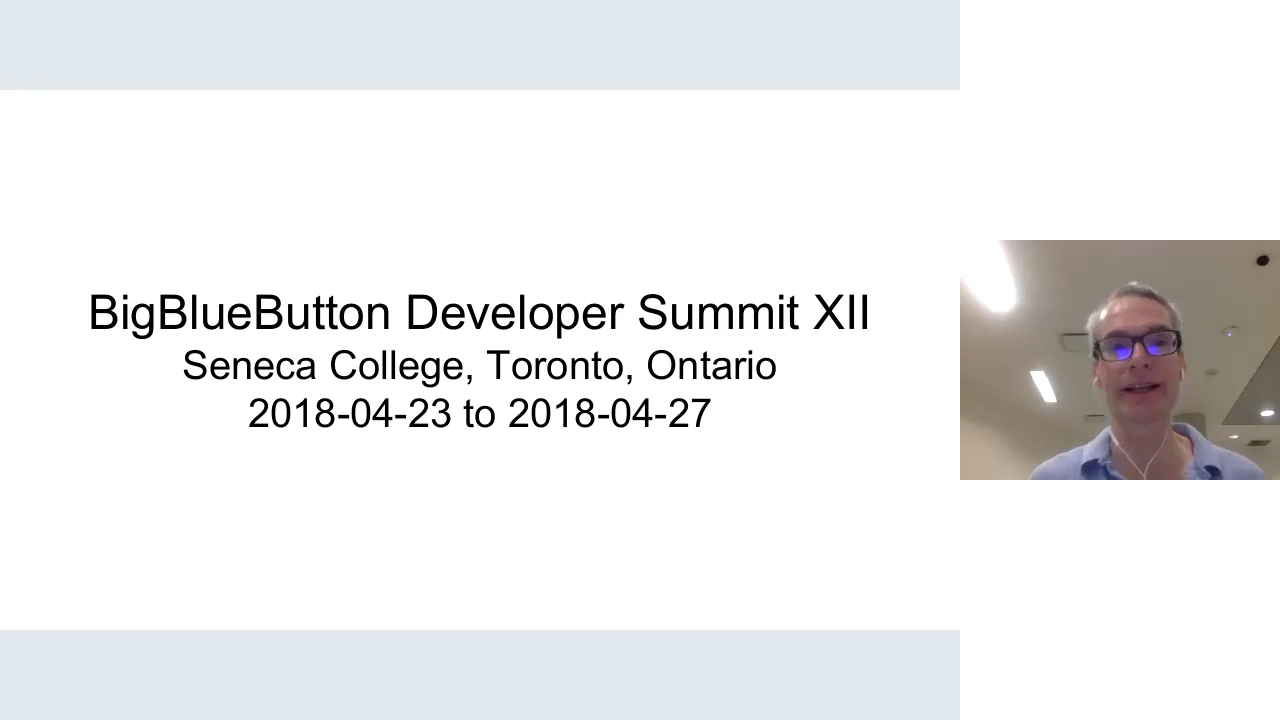 BigBlueButton Developer Summit XII
Seneca College, Toronto, Ontario
2018-04-23 to 2018-04-27